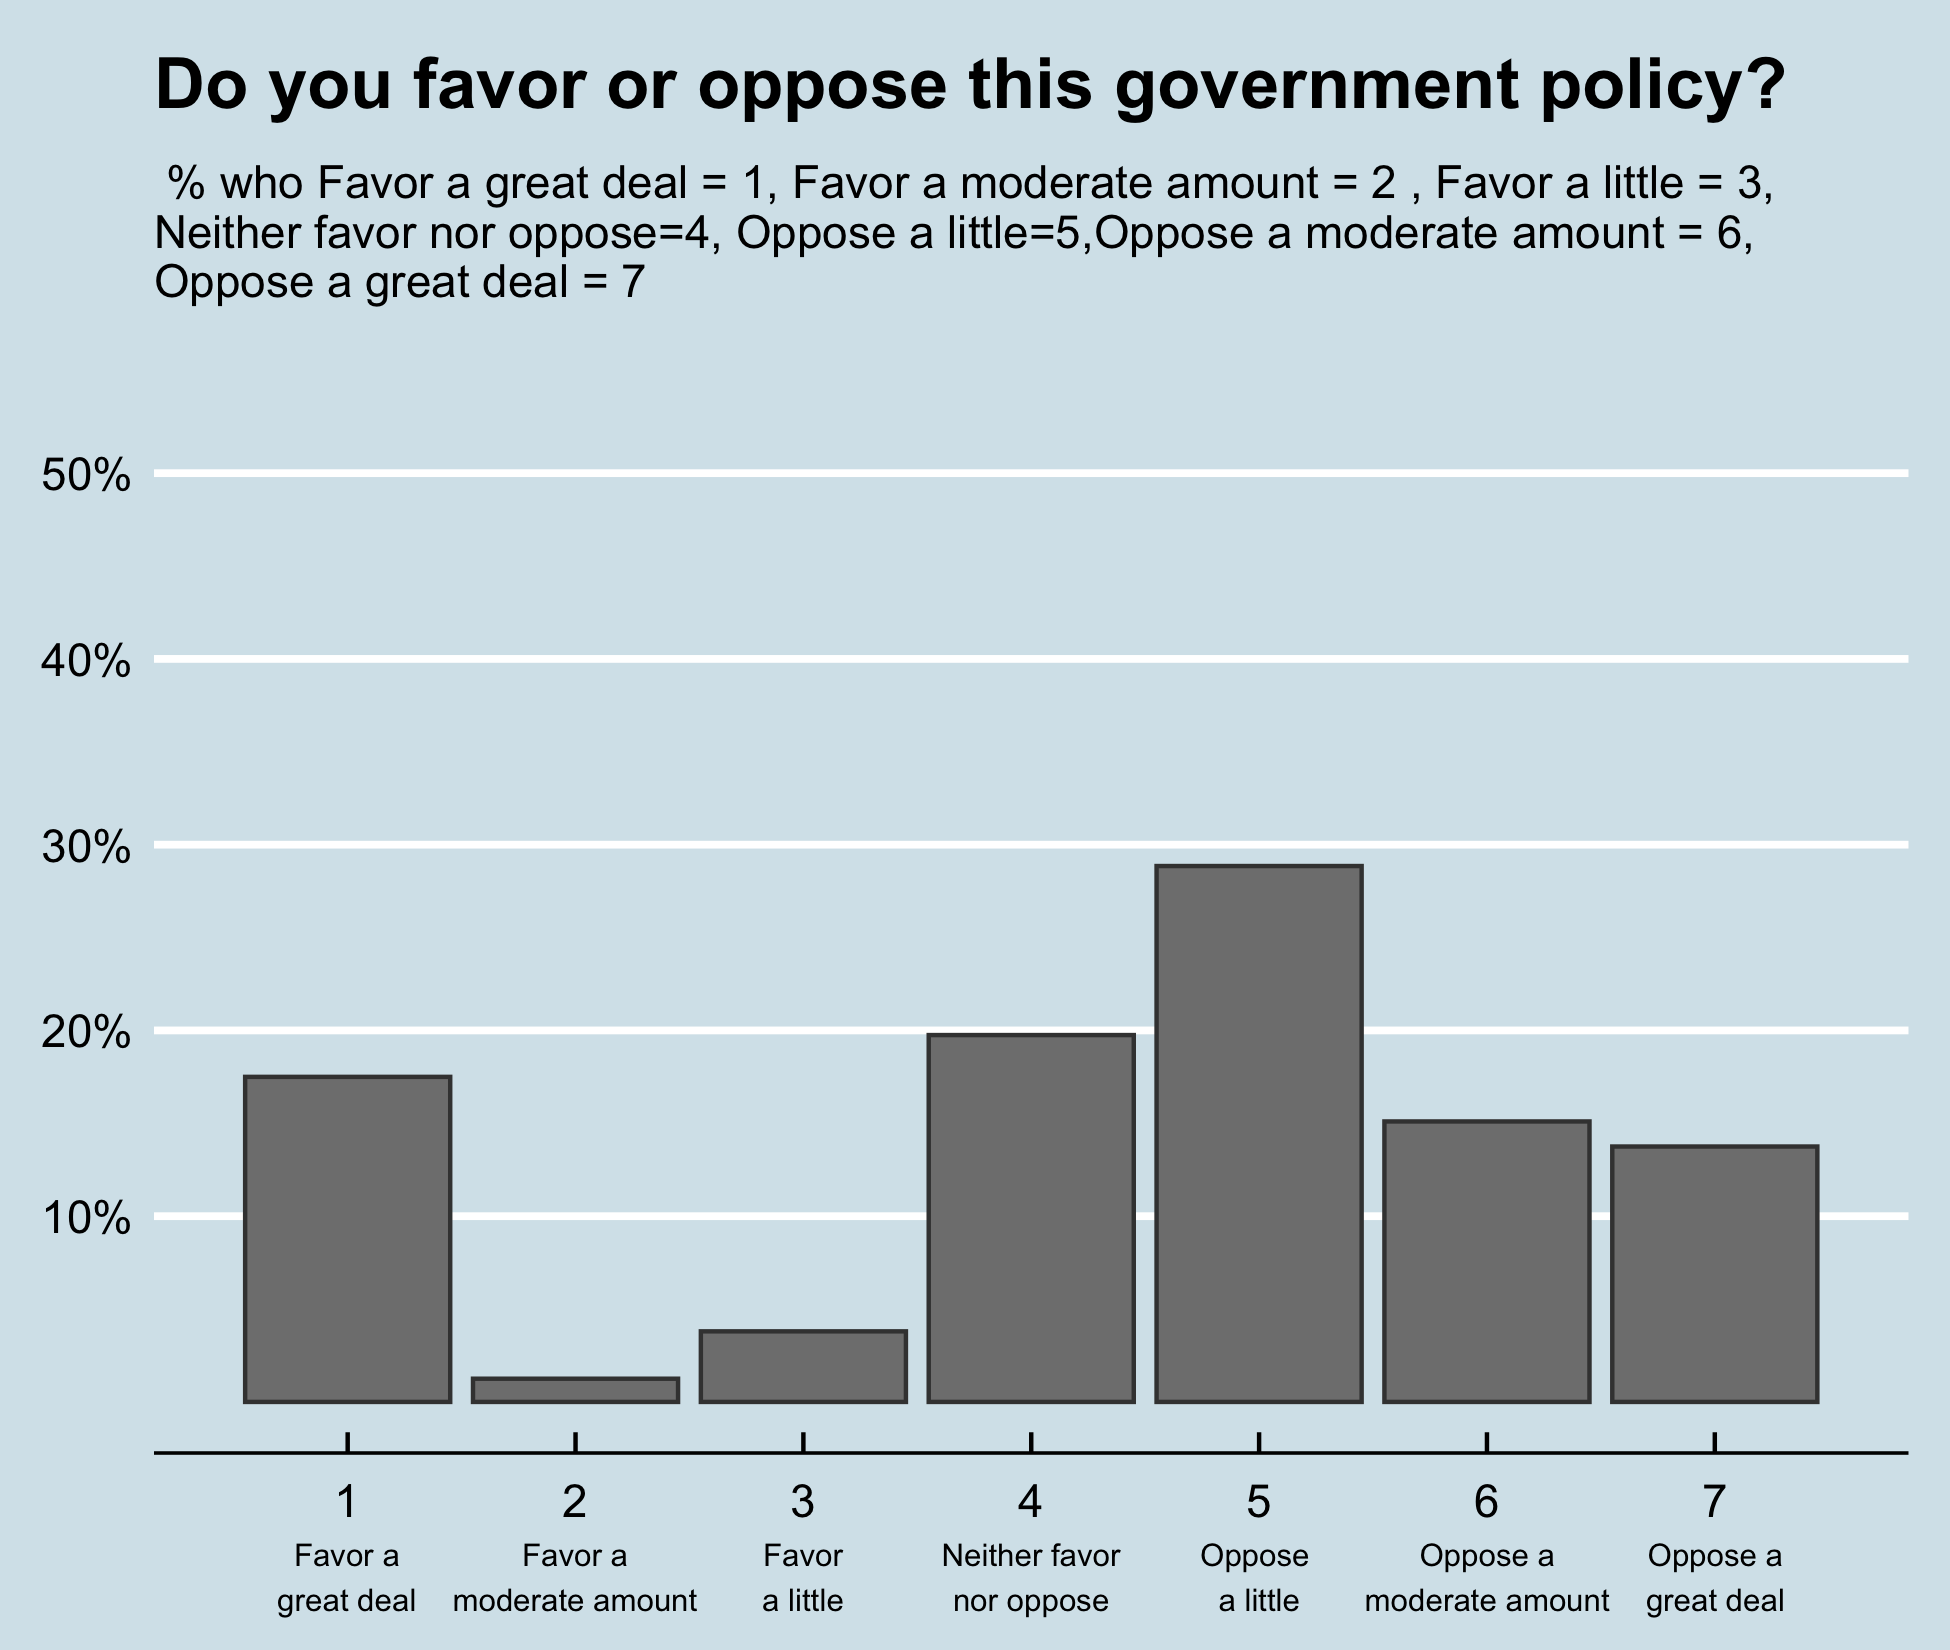 Do you favor or oppose this government policy?
% who Favor a great deal = 1, Favor a moderate amount = 2 , Favor a little = 3,
Neither favor nor oppose=4, Oppose a little=5,Oppose a moderate amount = 6,
Oppose a great deal = 7
50%
40%
30%
20%
10%
1 2 3 4 5 6 7
Favor a Favor a Favor Neither favor Oppose Oppose a Oppose a
great deal moderate amount a little nor oppose a little moderate amount great deal